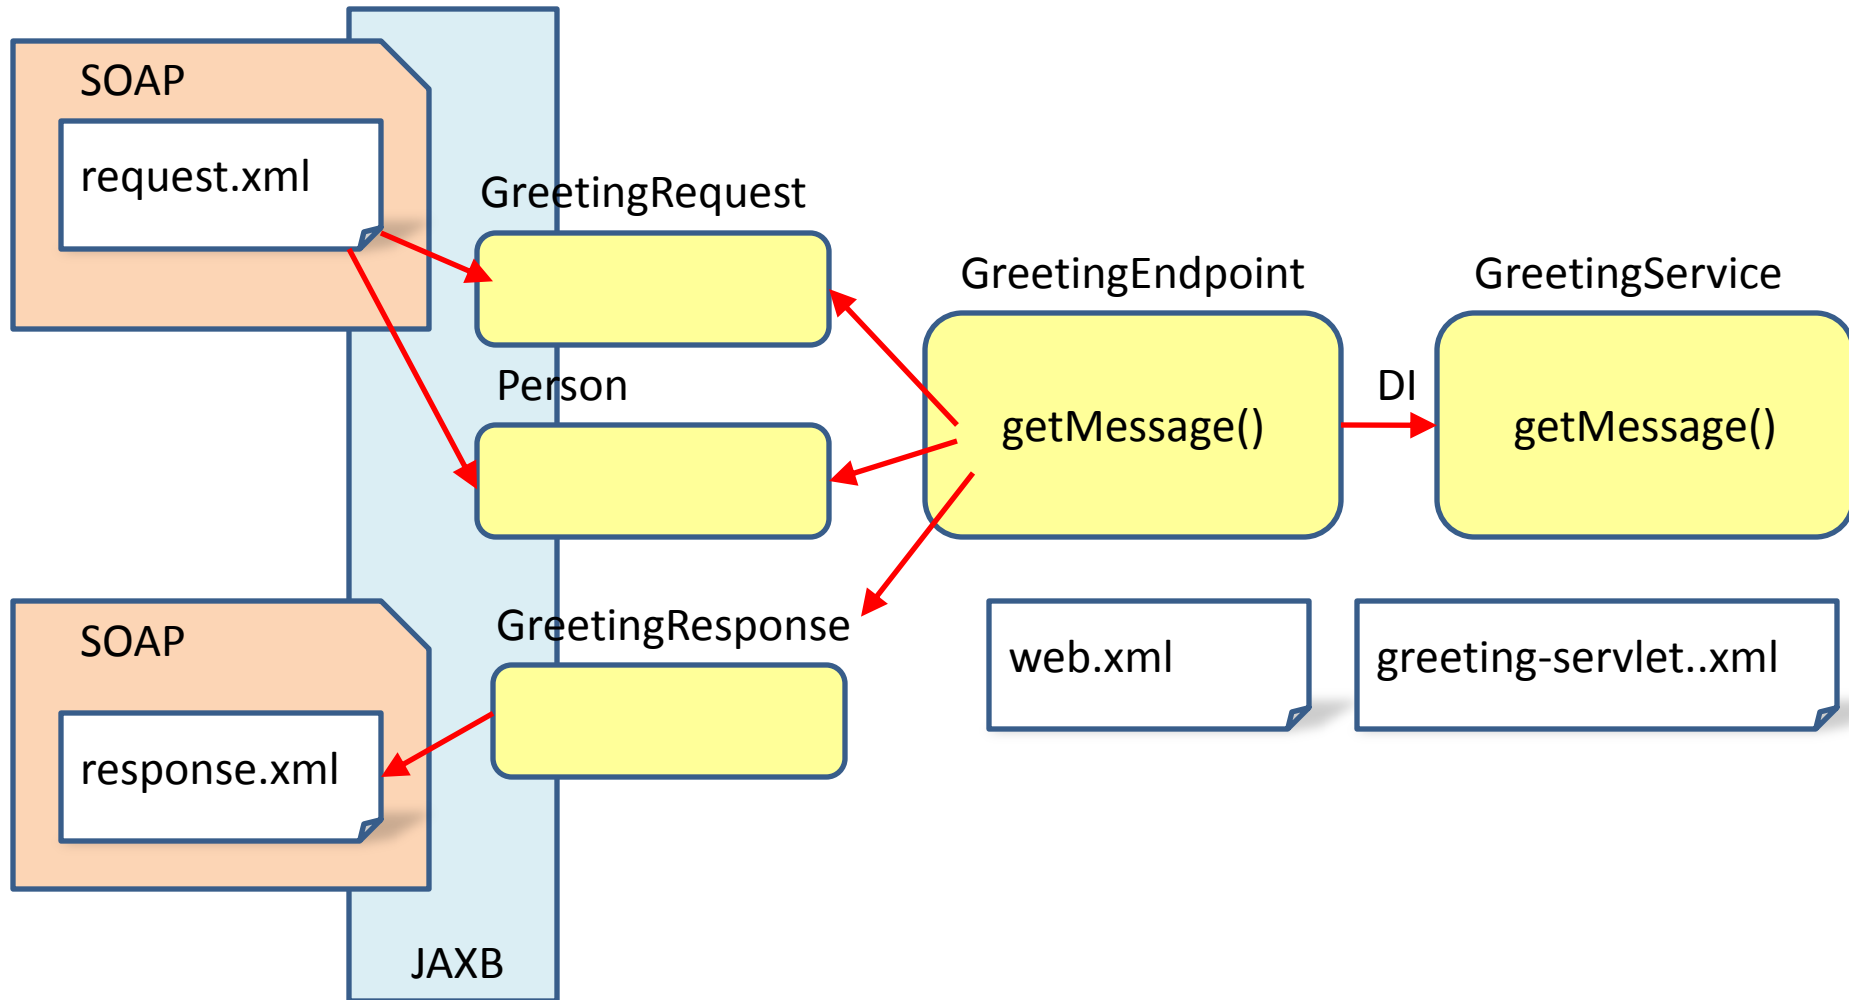 SOAP
request.xml
GreetingRequest
GreetingEndpoint
GreetingService
Person
getMessage()
DI
getMessage()
SOAP
response.xml
GreetingResponse
web.xml
greeting-servlet..xml
JAXB